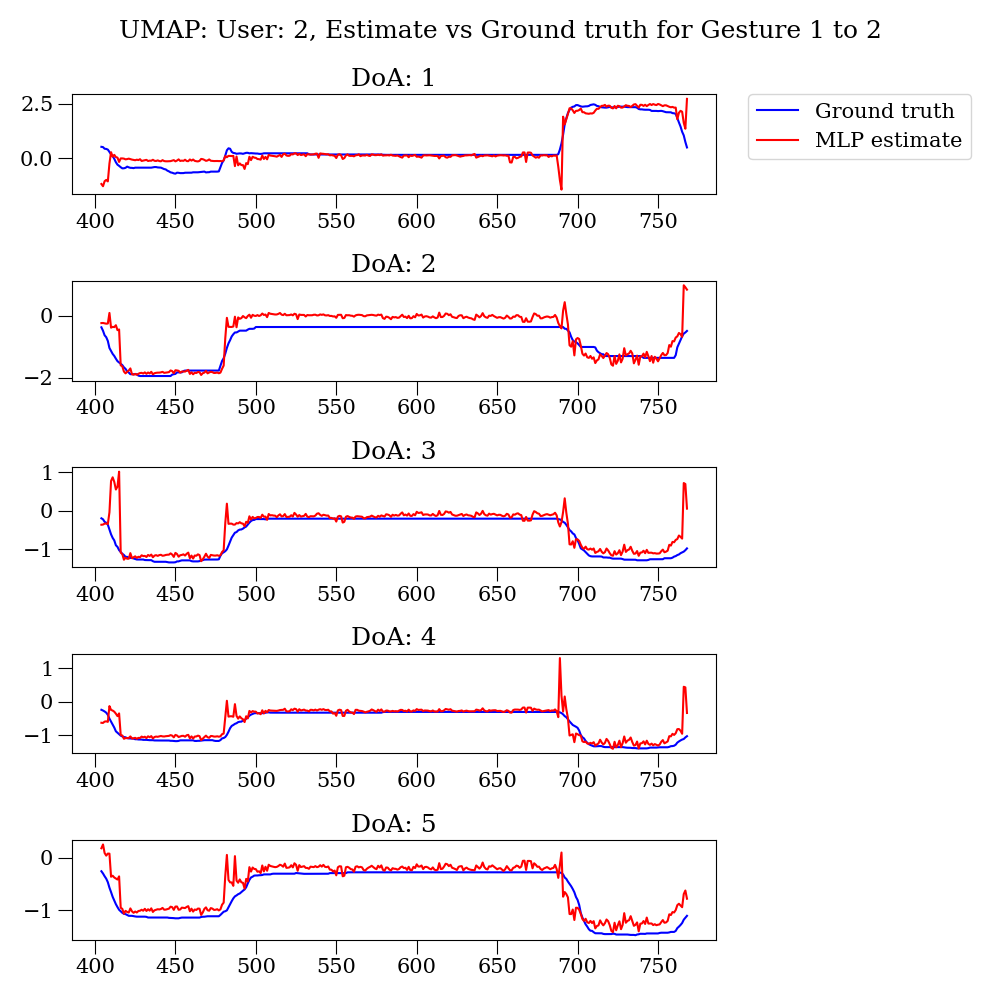 UMAP: User: 2, Estimate vs Ground truth for Gesture 1 to 2
DoA: 1
Ground truth
MLP estimate
2.5
0.0
400 450 500 550 600 650 700 750
DoA: 2
0
−2
400 450 500 550 600 650 700 750
DoA: 3
1
0
−1
400 450 500 550 600 650 700 750
DoA: 4
1
0
−1
400 450 500 550 600 650 700 750
DoA: 5
0
−1
400 450 500 550 600 650 700 750